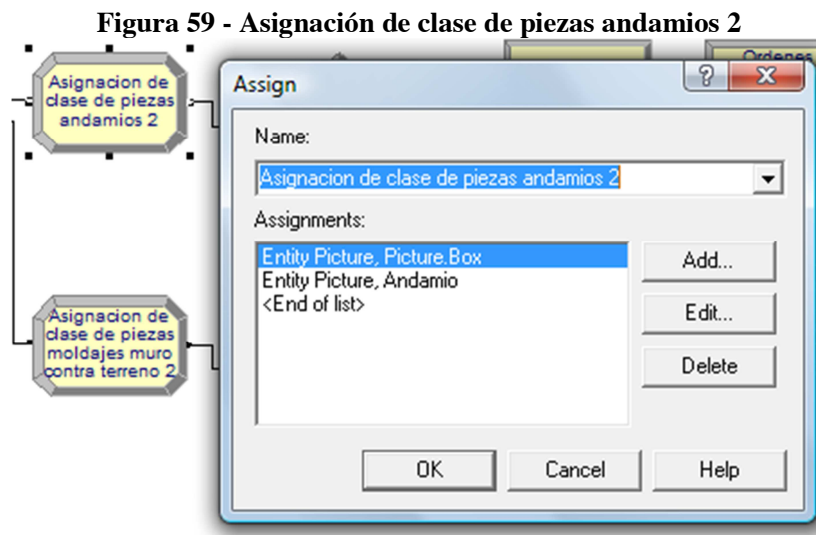 Figura 59 - Asignación de clase de piezas andamios 2
Asignacion de
clase de piezas
andamios 2
Ordenes
Assign
Name:
Asignacion de clase de piezas andamios 2
Assignments:
Entity Picture, Picture.Box
Entity Picture, Andamio
<End of list>
Add...
Edit...
Delete
OK
Cancel
Help
Asignacion de
clase de piezas
moldajes muro
contra terreno 2